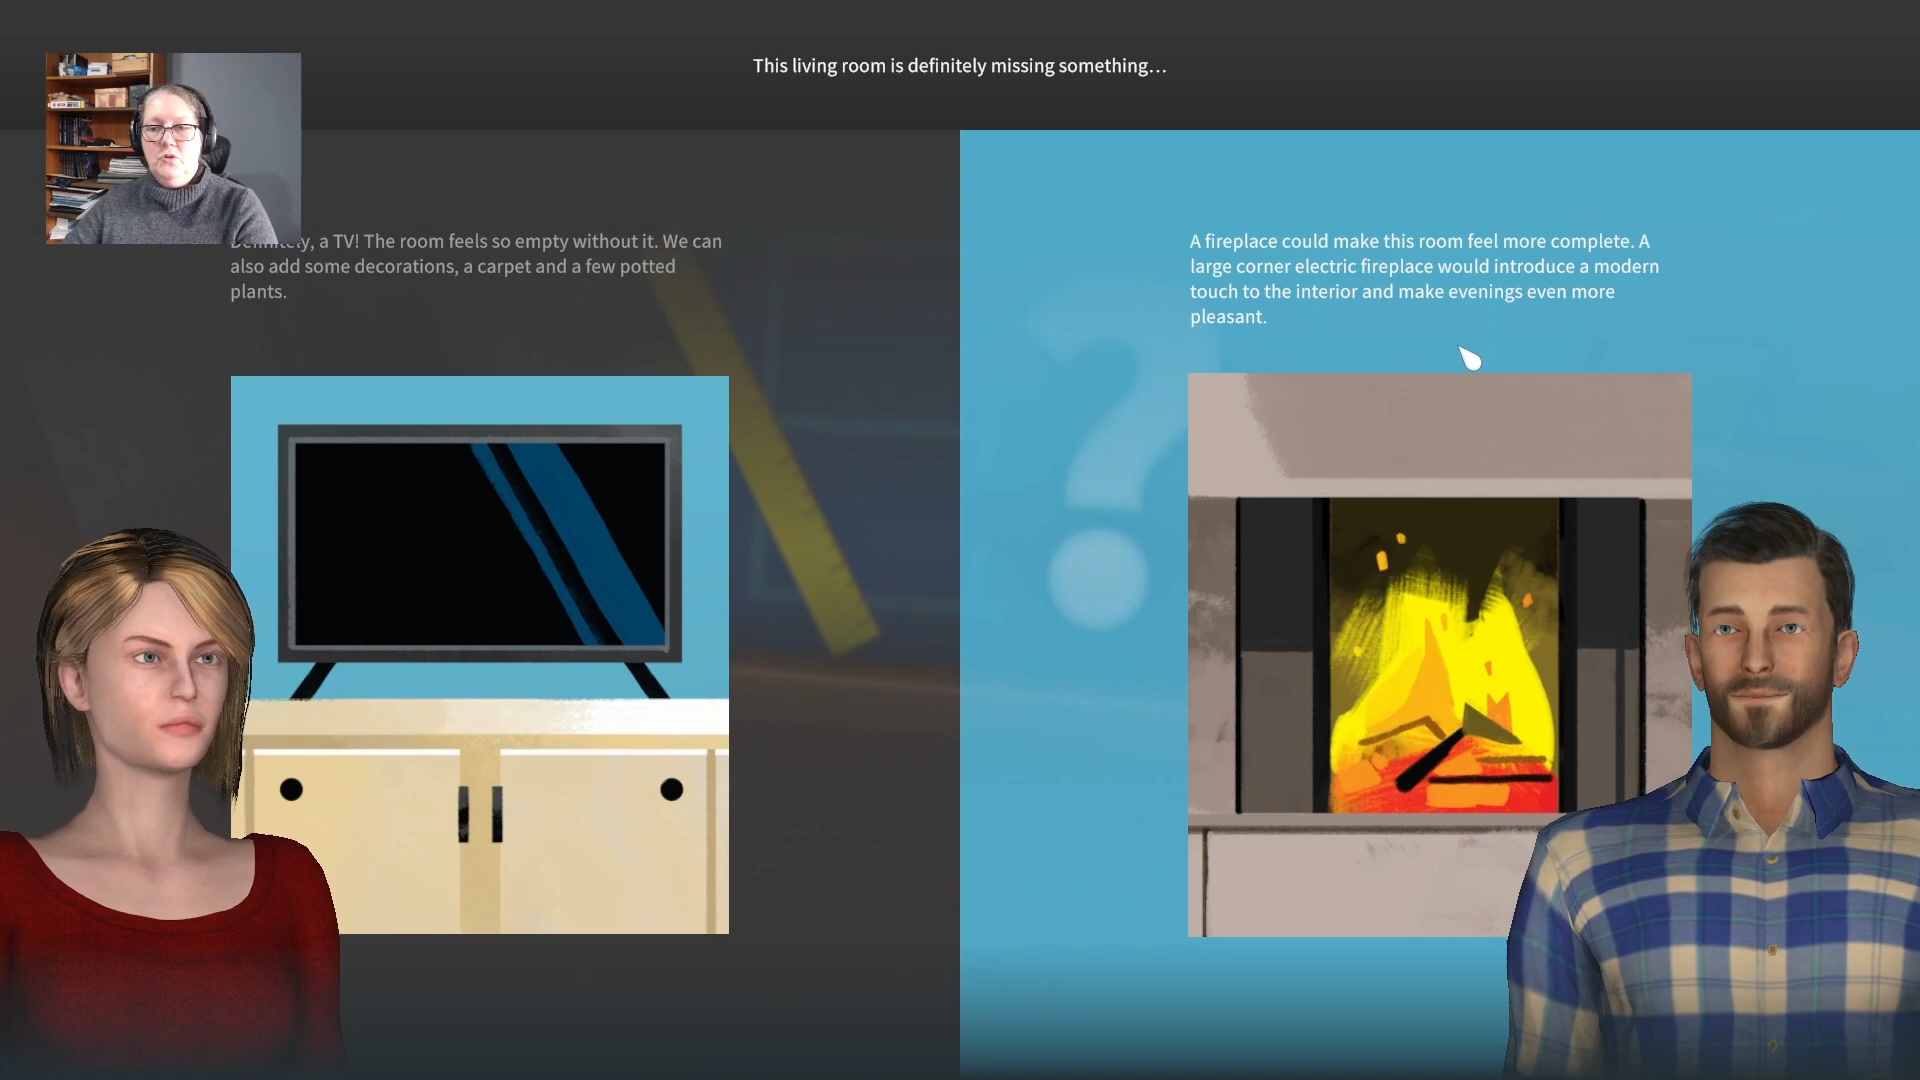 This living room is definitely missing something...
Definitely, a TV! The room feels so empty without it. We can
also add some decorations, a carpet and a few potted
plants.
A fireplace could make this room feel more complete. A
large corner electric fireplace would introduce a modern
touch to the interior and make evenings even more
pleasant.